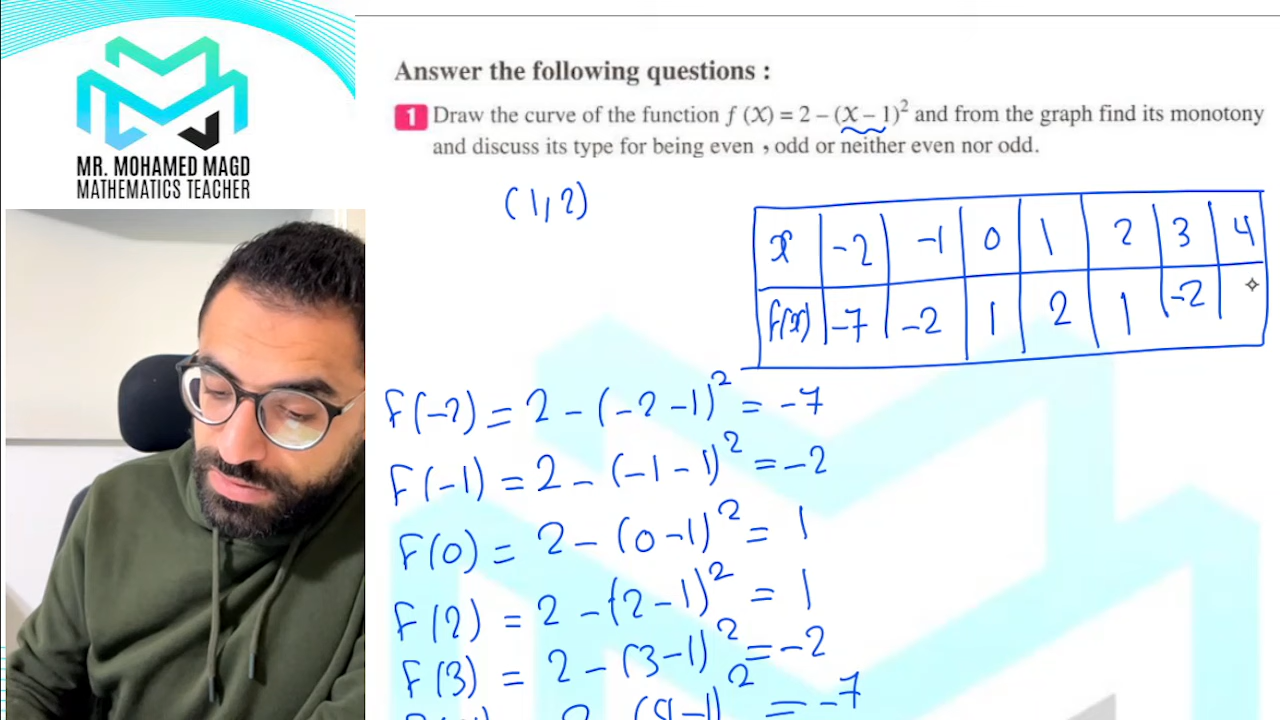 MR. MOHAMED MAGD
MATHEMATICS TEACHER
Answer the following questions :
1 Draw the curve of the function f (X) = 2 – (X – 1)² and from the graph find its monotony
and discuss its type for being even , odd or neither even nor odd.
(1, 2)
x -2 -1 0 1 2 3 4
f(x) -7 -2 1 2 1 -2
F(-2) = 2 - (-2 -1)² = -7
F(-1) = 2 - (-1 - 1)² = -2
F(0) = 2 - (0 -1)² = 1
F(2) = 2 - (2 - 1)² = 1
F(3) = 2 - (3 -1)² = -2
2 = -7